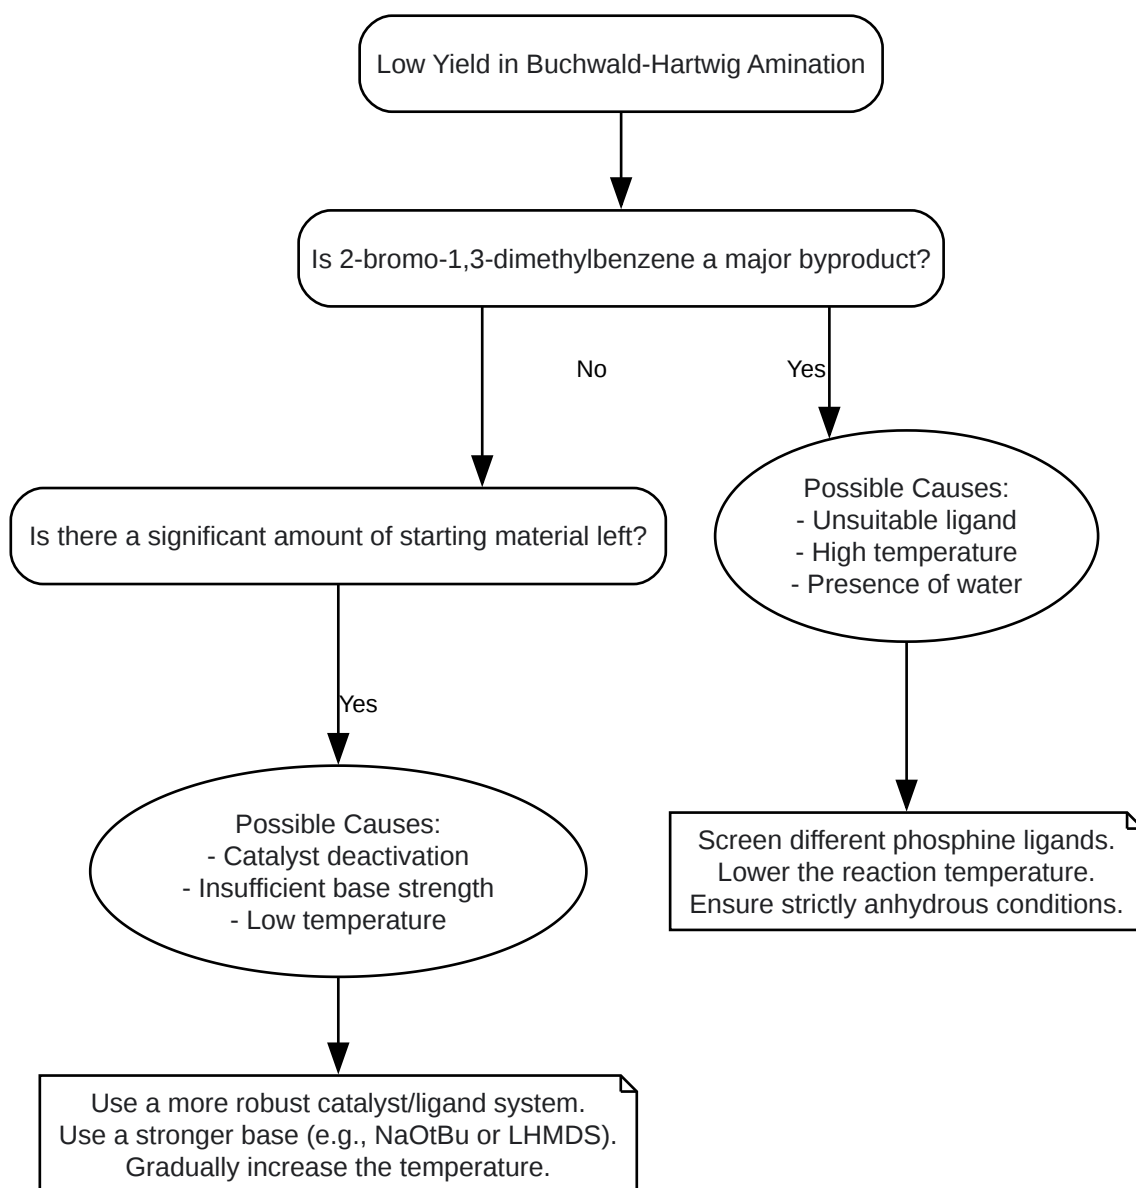 Low Yield in Buchwald-Hartwig Amination
Is 2-bromo-1,3-dimethylbenzene a major byproduct?
No
Yes
Is there a significant amount of starting material left?
Possible Causes:
- Unsuitable ligand
- High temperature
- Presence of water
Yes
Possible Causes:
- Catalyst deactivation
- Insufficient base strength
- Low temperature
Screen different phosphine ligands.
Lower the reaction temperature.
Ensure strictly anhydrous conditions.
Use a more robust catalyst/ligand system.
Use a stronger base (e.g., NaOtBu or LHMDS).
Gradually increase the temperature.